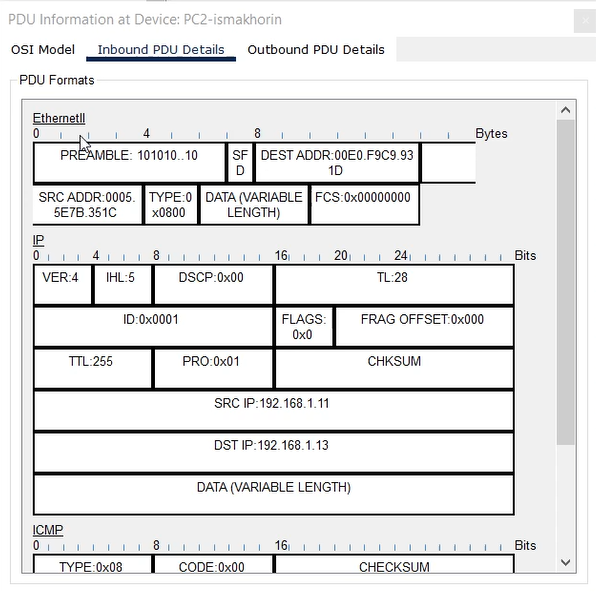 PDU Information at Device: PC2-ismakhorin
OSI Model Inbound PDU Details Outbound PDU Details
PDU Formats
EthernetII
0 4 8 Bytes
PREAMBLE: 101010..10 SF DEST ADDR:00E0.F9C9.93
D 1D
SRC ADDR:0005. TYPE:0 DATA (VARIABLE FCS:0x00000000
5E7B.351C x0800 LENGTH)
IP
0 4 8 16 20 24 Bits
VER:4 IHL:5 DSCP:0x00 TL:28
ID:0x0001 FLAGS: FRAG OFFSET:0x000
0x0
TTL:255 PRO:0x01 CHKSUM
SRC IP:192.168.1.11
DST IP:192.168.1.13
DATA (VARIABLE LENGTH)
ICMP
0 8 16 Bits
TYPE:0x08 CODE:0x00 CHECKSUM